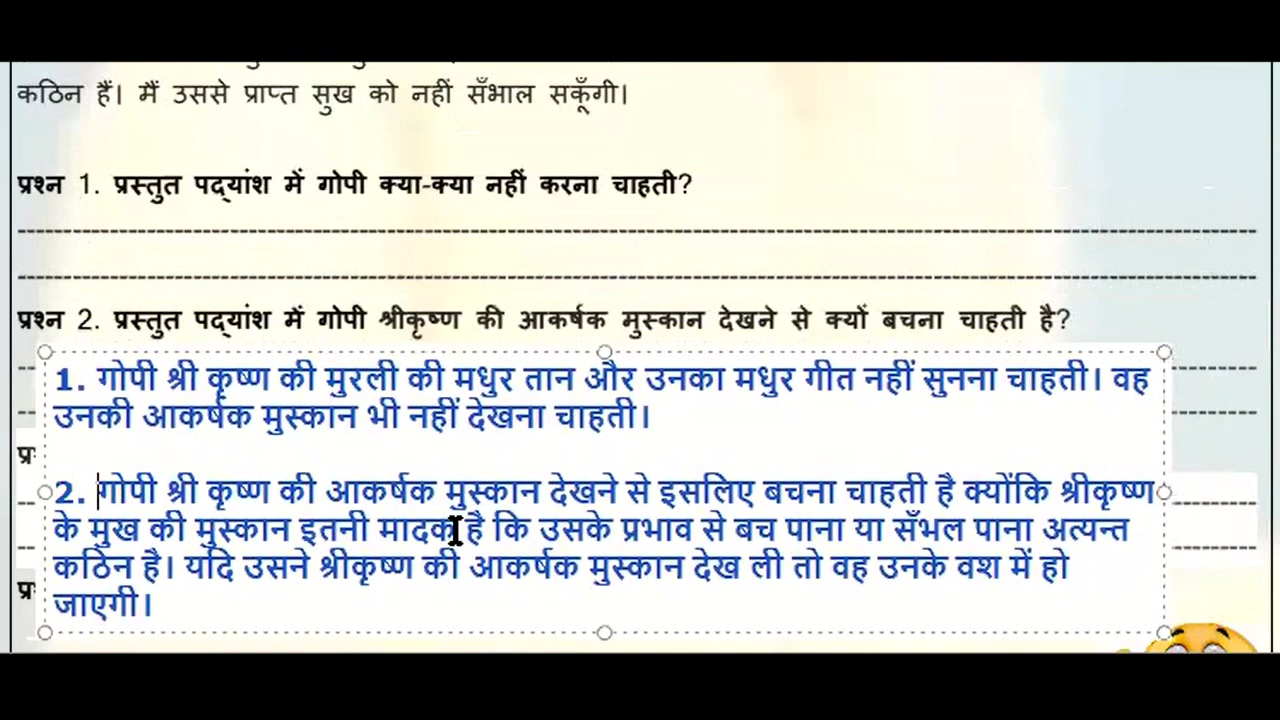 कठिन हैं। मैं उससे प्राप्त सुख को नहीं सँभाल सकूँगी।
प्रश्न 1. प्रस्तुत पद्यांश में गोपी क्या-क्या नहीं करना चाहती?
प्रश्न 2. प्रस्तुत पद्यांश में गोपी श्रीकृष्ण की आकर्षक मुस्कान देखने से क्यों बचना चाहती है?
1. गोपी श्री कृष्ण की मुरली की मधुर तान और उनका मधुर गीत नहीं सुनना चाहती। वह
उनकी आकर्षक मुस्कान भी नहीं देखना चाहती।
2. गोपी श्री कृष्ण की आकर्षक मुस्कान देखने से इसलिए बचना चाहती है क्योंकि श्रीकृष्ण
के मुख की मुस्कान इतनी मादक है कि उसके प्रभाव से बच पाना या सँभल पाना अत्यन्त
कठिन है। यदि उसने श्रीकृष्ण की आकर्षक मुस्कान देख ली तो वह उनके वश में हो
जाएगी।